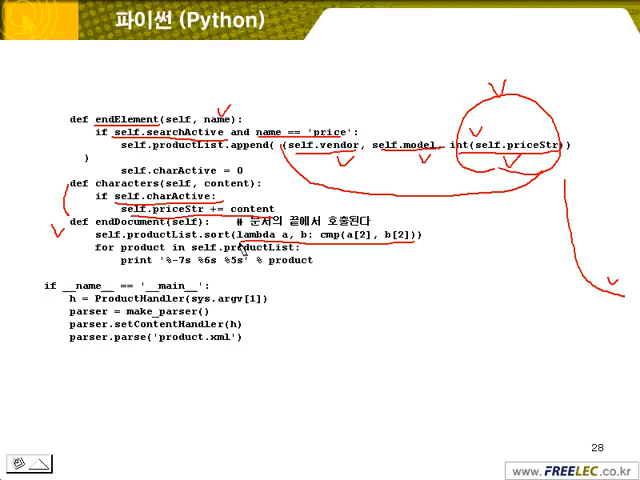 파이썬 (Python)
def endElement(self, name):
if self.searchActive and name == 'price':
self.productList.append( (self.vendor, self.model, int(self.priceStr))
)
self.charActive = 0
def characters(self, content):
if self.charActive:
self.priceStr += content
def endDocument(self): # 문서의 끝에서 호출된다
self.productList.sort(lambda a, b: cmp(a[2], b[2]))
for product in self.productList:
print '%-7s %6s %5s' % product
if __name__ == '__main__':
h = ProductHandler(sys.argv[1])
parser = make_parser()
parser.setContentHandler(h)
parser.parse('product.xml')
28
www.FREELEC.co.kr